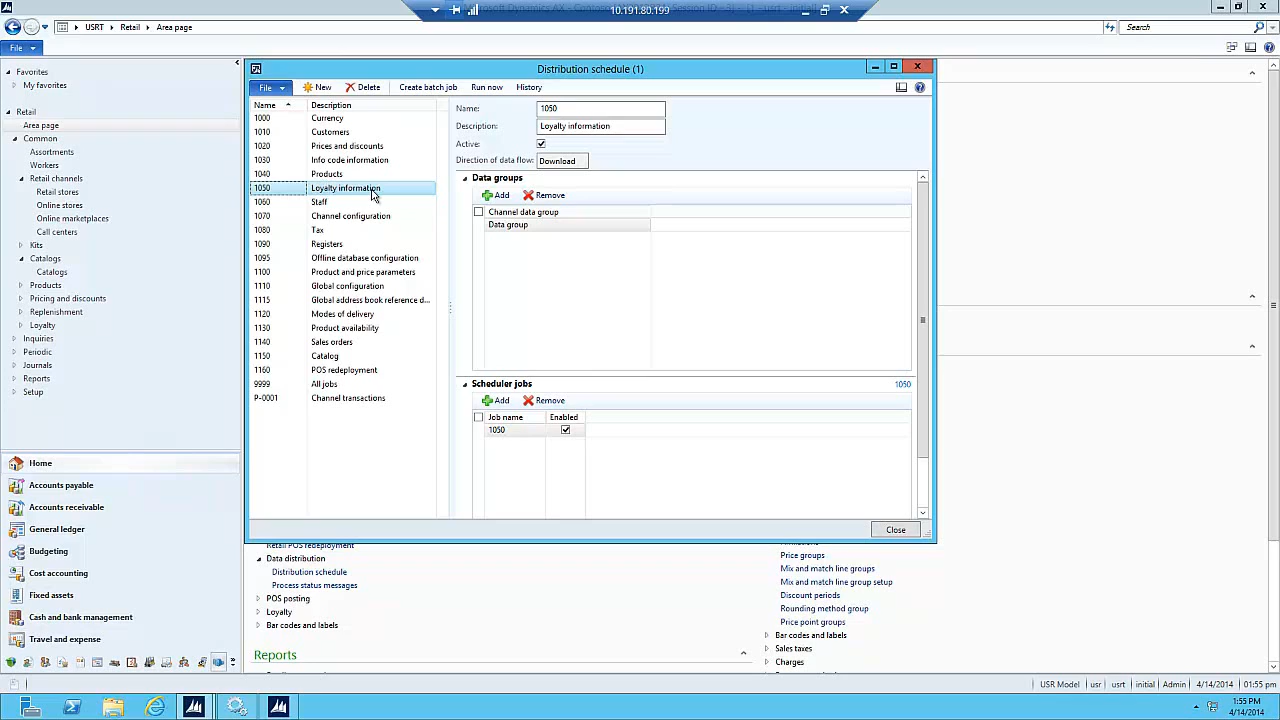 10.191.80.199
USRT Retail Area page
Search
File
Favorites
My favorites
Retail
Area page
Common
Assortments
Workers
Retail channels
Retail stores
Online stores
Online marketplaces
Call centers
Kits
Catalogs
Catalogs
Products
Pricing and discounts
Replenishment
Loyalty
Inquiries
Periodic
Journals
Reports
Setup
Home
Accounts payable
Accounts receivable
General ledger
Budgeting
Cost accounting
Fixed assets
Cash and bank management
Travel and expense
Distribution schedule (1)
File New Delete Create batch job Run now History
Name Description
1000 Currency
1010 Customers
1020 Prices and discounts
1030 Info code information
1040 Products
1050 Loyalty information
1060 Staff
1070 Channel configuration
1080 Tax
1090 Registers
1095 Offline database configuration
1100 Product and price parameters
1110 Global configuration
1115 Global address book reference d...
1120 Modes of delivery
1130 Product availability
1140 Sales orders
1150 Catalog
1160 POS redeployment
9999 All jobs
P-0001 Channel transactions
Name: 1050
Description: Loyalty information
Active:
Direction of data flow: Download
Data groups
Add Remove
Channel data group
Data group
Scheduler jobs 1050
Add Remove
Job name Enabled
1050
Close
Retail POS redeployment
Data distribution
Distribution schedule
Process status messages
POS posting
Loyalty
Bar codes and labels
Reports
Price groups
Mix and match line groups
Mix and match line group setup
Discount periods
Rounding method group
Price point groups
Bar codes and labels
Sales taxes
Charges
USR Model usr usrt initial Admin 4/14/2014 01:55 pm
1:55 PM
4/14/2014